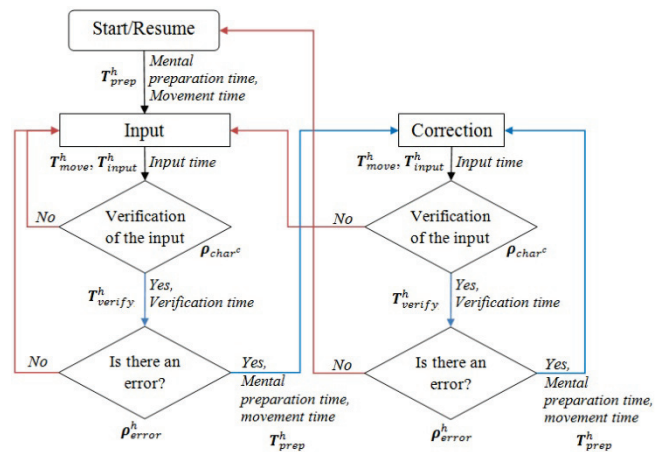 Start/Resume
T^h_prep
Mental
preparation time,
Movement time
Input
T^h_move, T^h_input
Input time
No
Verification
of the input
ρ_char^c
T^h_verify
Yes,
Verification time
No
Is there an
error?
Yes,
Mental
preparation time,
movement time
T^h_prep
ρ^h_error
Correction
T^h_move, T^h_input
Input time
No
Verification
of the input
ρ_char^c
T^h_verify
Yes,
Verification time
No
Is there an
error?
Yes,
Mental
preparation time,
movement time
T^h_prep
ρ^h_error